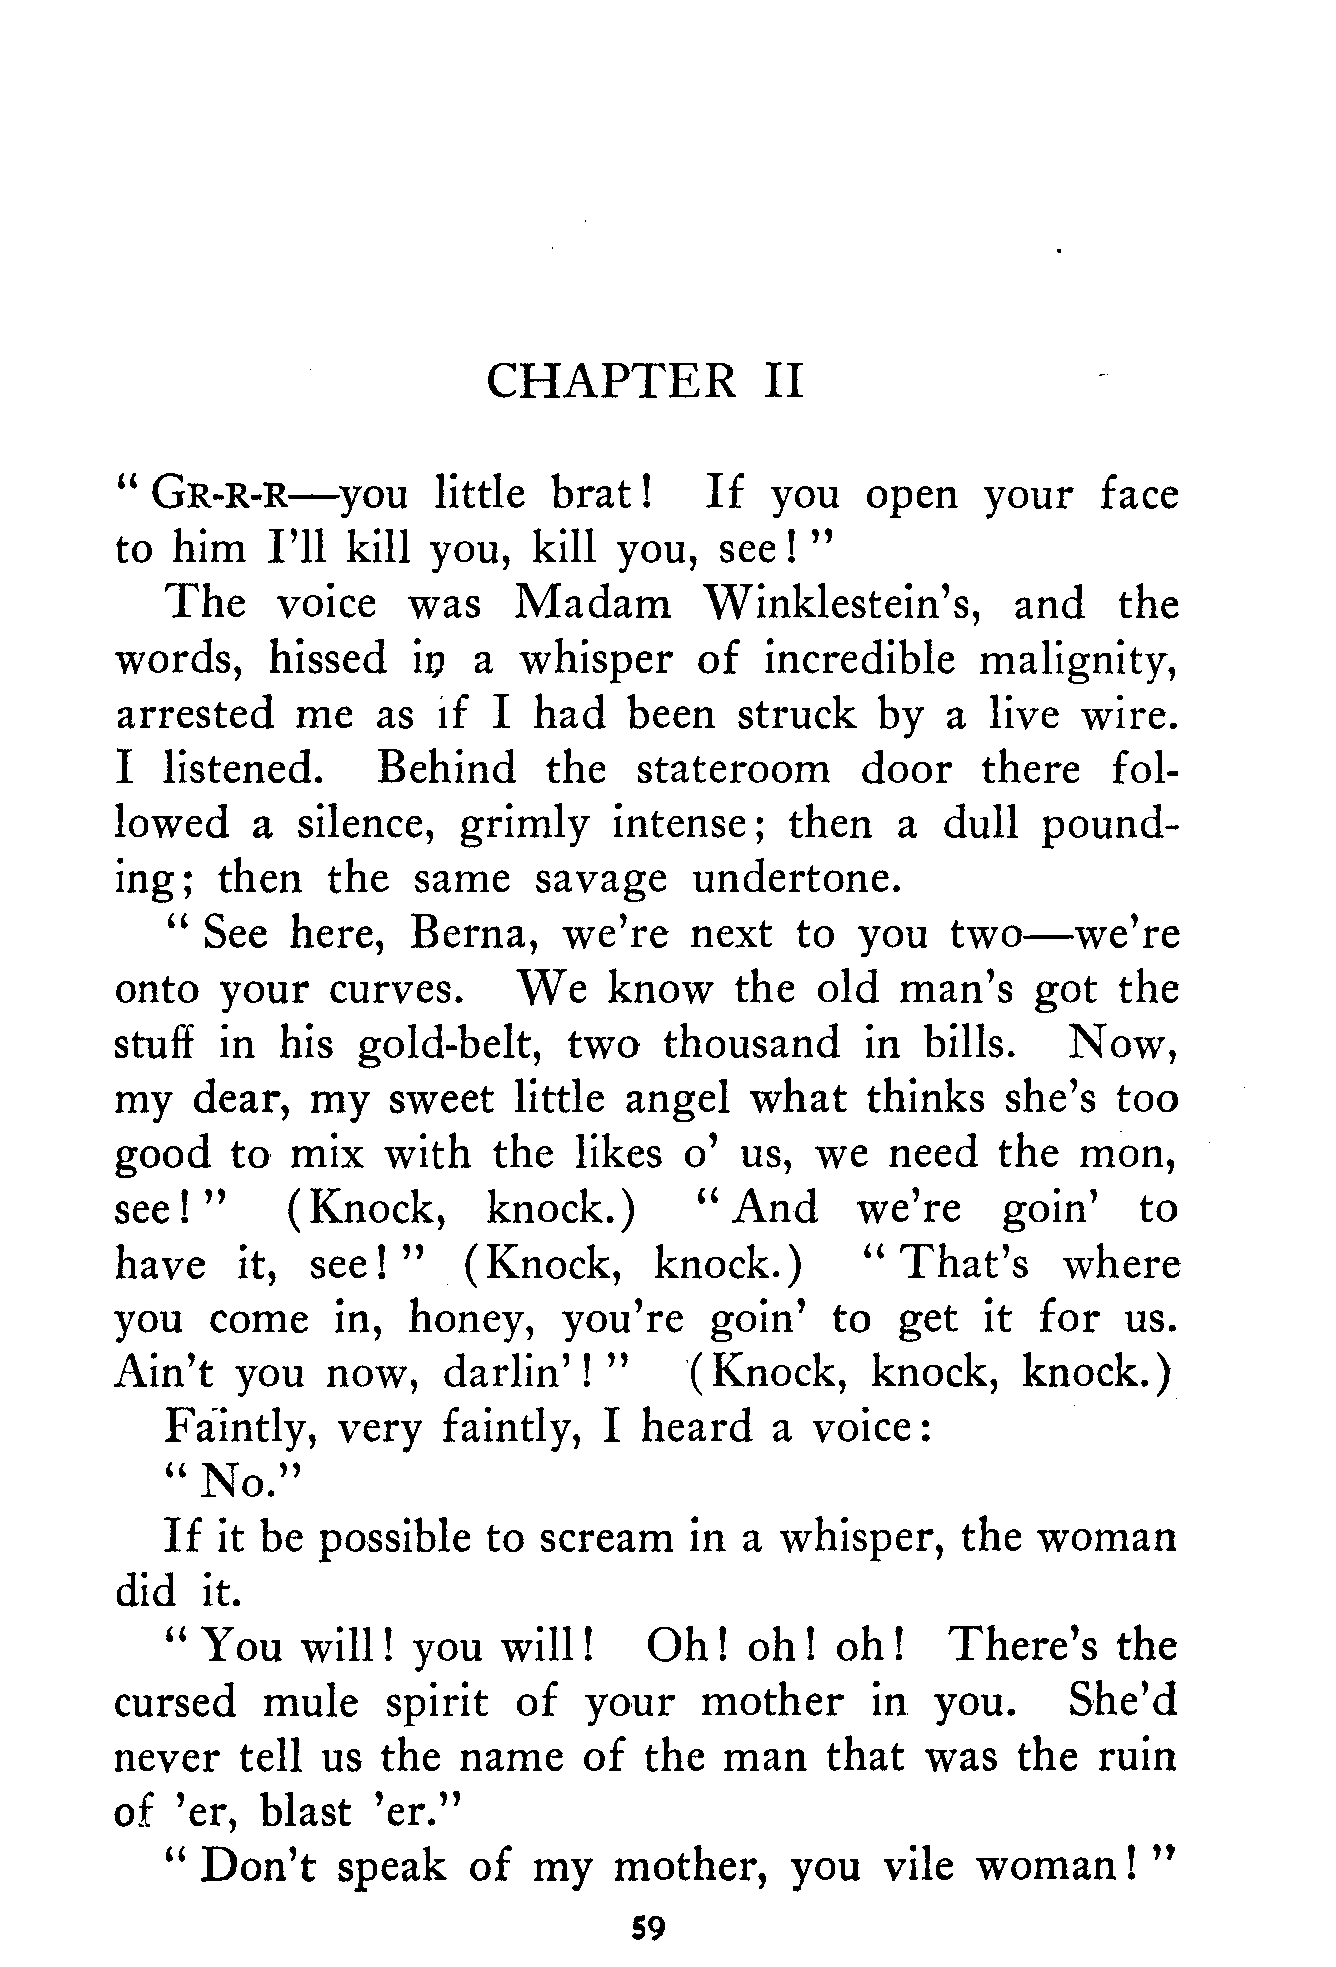 CHAPTER II
“ GR-R-R—you little brat! If you open your face
to him I’ll kill you, kill you, see! ”
The voice was Madam Winklestein’s, and the
words, hissed in a whisper of incredible malignity,
arrested me as if I had been struck by a live wire.
I listened. Behind the stateroom door there fol-
lowed a silence, grimly intense; then a dull pound-
ing; then the same savage undertone.
“ See here, Berna, we’re next to you two—we’re
onto your curves. We know the old man’s got the
stuff in his gold-belt, two thousand in bills. Now,
my dear, my sweet little angel what thinks she’s too
good to mix with the likes o’ us, we need the mon,
see! ” (Knock, knock.) “ And we’re goin’ to
have it, see! ” (Knock, knock.) “ That’s where
you come in, honey, you’re goin’ to get it for us.
Ain’t you now, darlin’! ” (Knock, knock, knock.)
Faintly, very faintly, I heard a voice:
“ No.”
If it be possible to scream in a whisper, the woman
did it.
“ You will! you will! Oh! oh! oh! There’s the
cursed mule spirit of your mother in you. She’d
never tell us the name of the man that was the ruin
of ’er, blast ’er.”
“ Don’t speak of my mother, you vile woman! ”
59